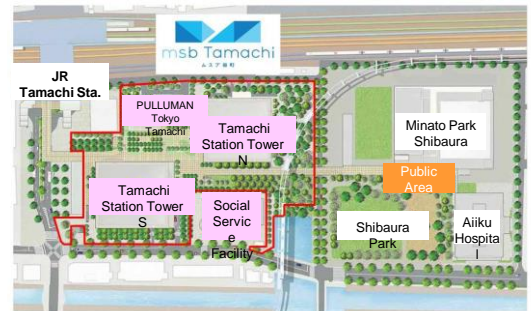 msb Tamachi
ムスブ田町
JR
Tamachi Sta.
PULLUMAN
Tokyo
Tamachi
Tamachi
Station Tower
N
Minato Park
Shibaura
Public
Area
Tamachi
Station Tower
S
Social
Servic
e
Facility
Shibaura
Park
Aiiku
Hospita
l